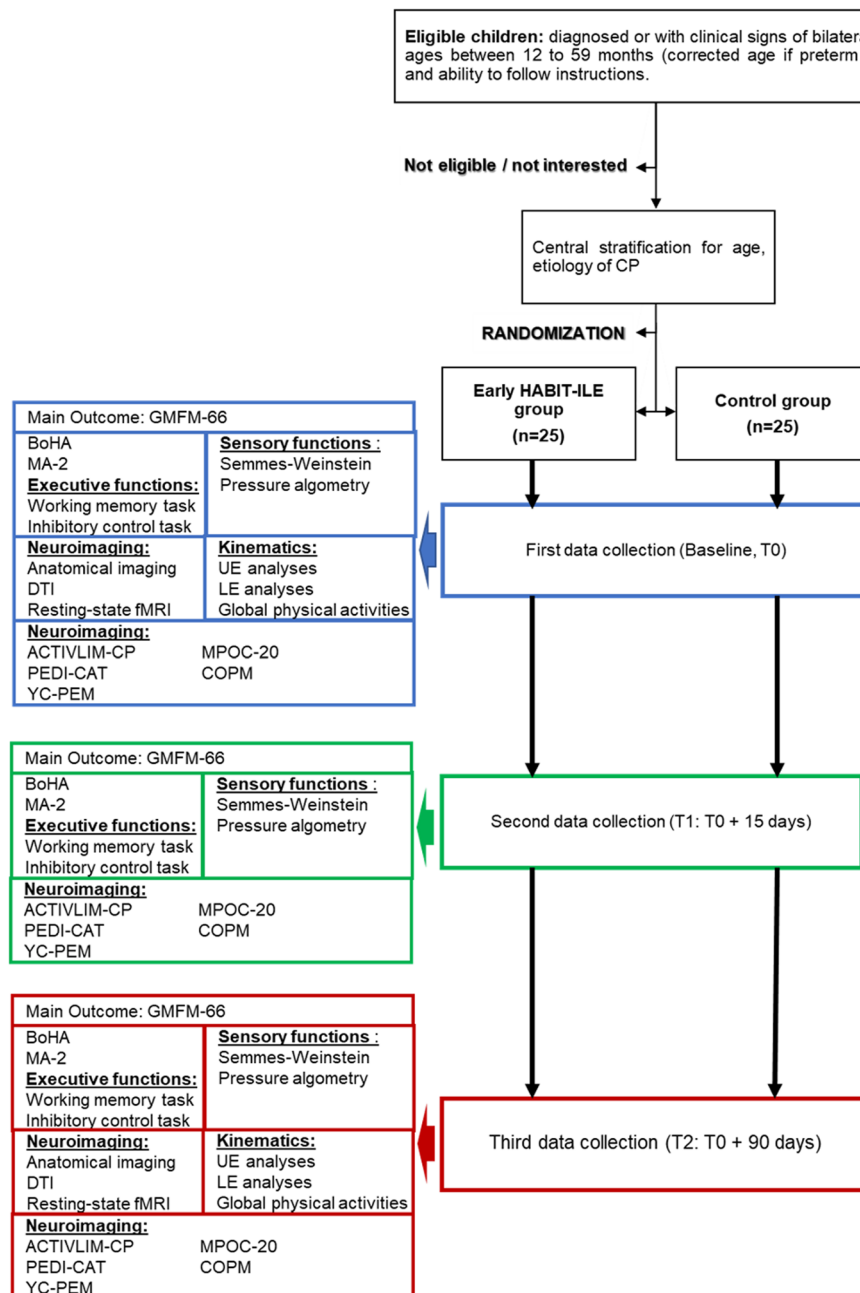 Eligible children: diagnosed or with clinical signs of
ages between 12 to 59 months (corrected age if preterm
and ability to follow instructions.
Not eligible / not interested
Central stratification for age,
etiology of CP
RANDOMIZATION
Early HABIT-ILE
group
(n=25)
Control group
(n=25)
Main Outcome: GMFM-66
BoHA
MA-2
Executive functions:
Working memory task
Inhibitory control task
Sensory functions :
Semmes-Weinstein
Pressure algometry
Neuroimaging:
Anatomical imaging
DTI
Resting-state fMRI
Kinematics:
UE analyses
LE analyses
Global physical activities
Neuroimaging:
ACTIVLIM-CP MPOC-20
PEDI-CAT COPM
YC-PEM
First data collection (Baseline, T0)
Main Outcome: GMFM-66
BoHA
MA-2
Executive functions:
Working memory task
Inhibitory control task
Sensory functions :
Semmes-Weinstein
Pressure algometry
Neuroimaging:
ACTIVLIM-CP MPOC-20
PEDI-CAT COPM
YC-PEM
Second data collection (T1: T0 + 15 days)
Main Outcome: GMFM-66
BoHA
MA-2
Executive functions:
Working memory task
Inhibitory control task
Sensory functions :
Semmes-Weinstein
Pressure algometry
Neuroimaging:
Anatomical imaging
DTI
Resting-state fMRI
Kinematics:
UE analyses
LE analyses
Global physical activities
Neuroimaging:
ACTIVLIM-CP MPOC-20
PEDI-CAT COPM
YC-PEM
Third data collection (T2: T0 + 90 days)